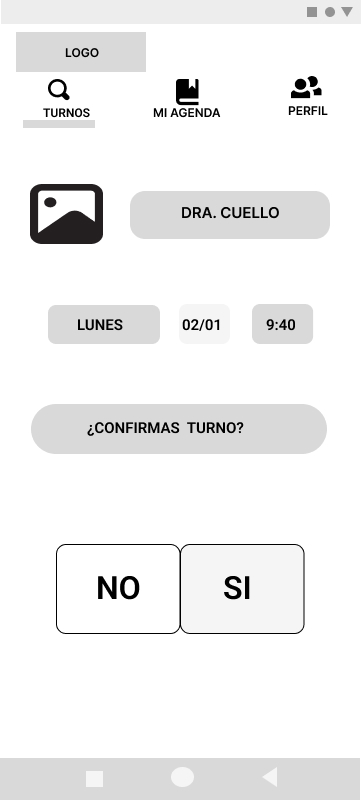 LOGO
TURNOS
MI AGENDA
PERFIL
DRA. CUELLO
LUNES
02/01
9:40
¿CONFIRMAS TURNO?
NO
SI